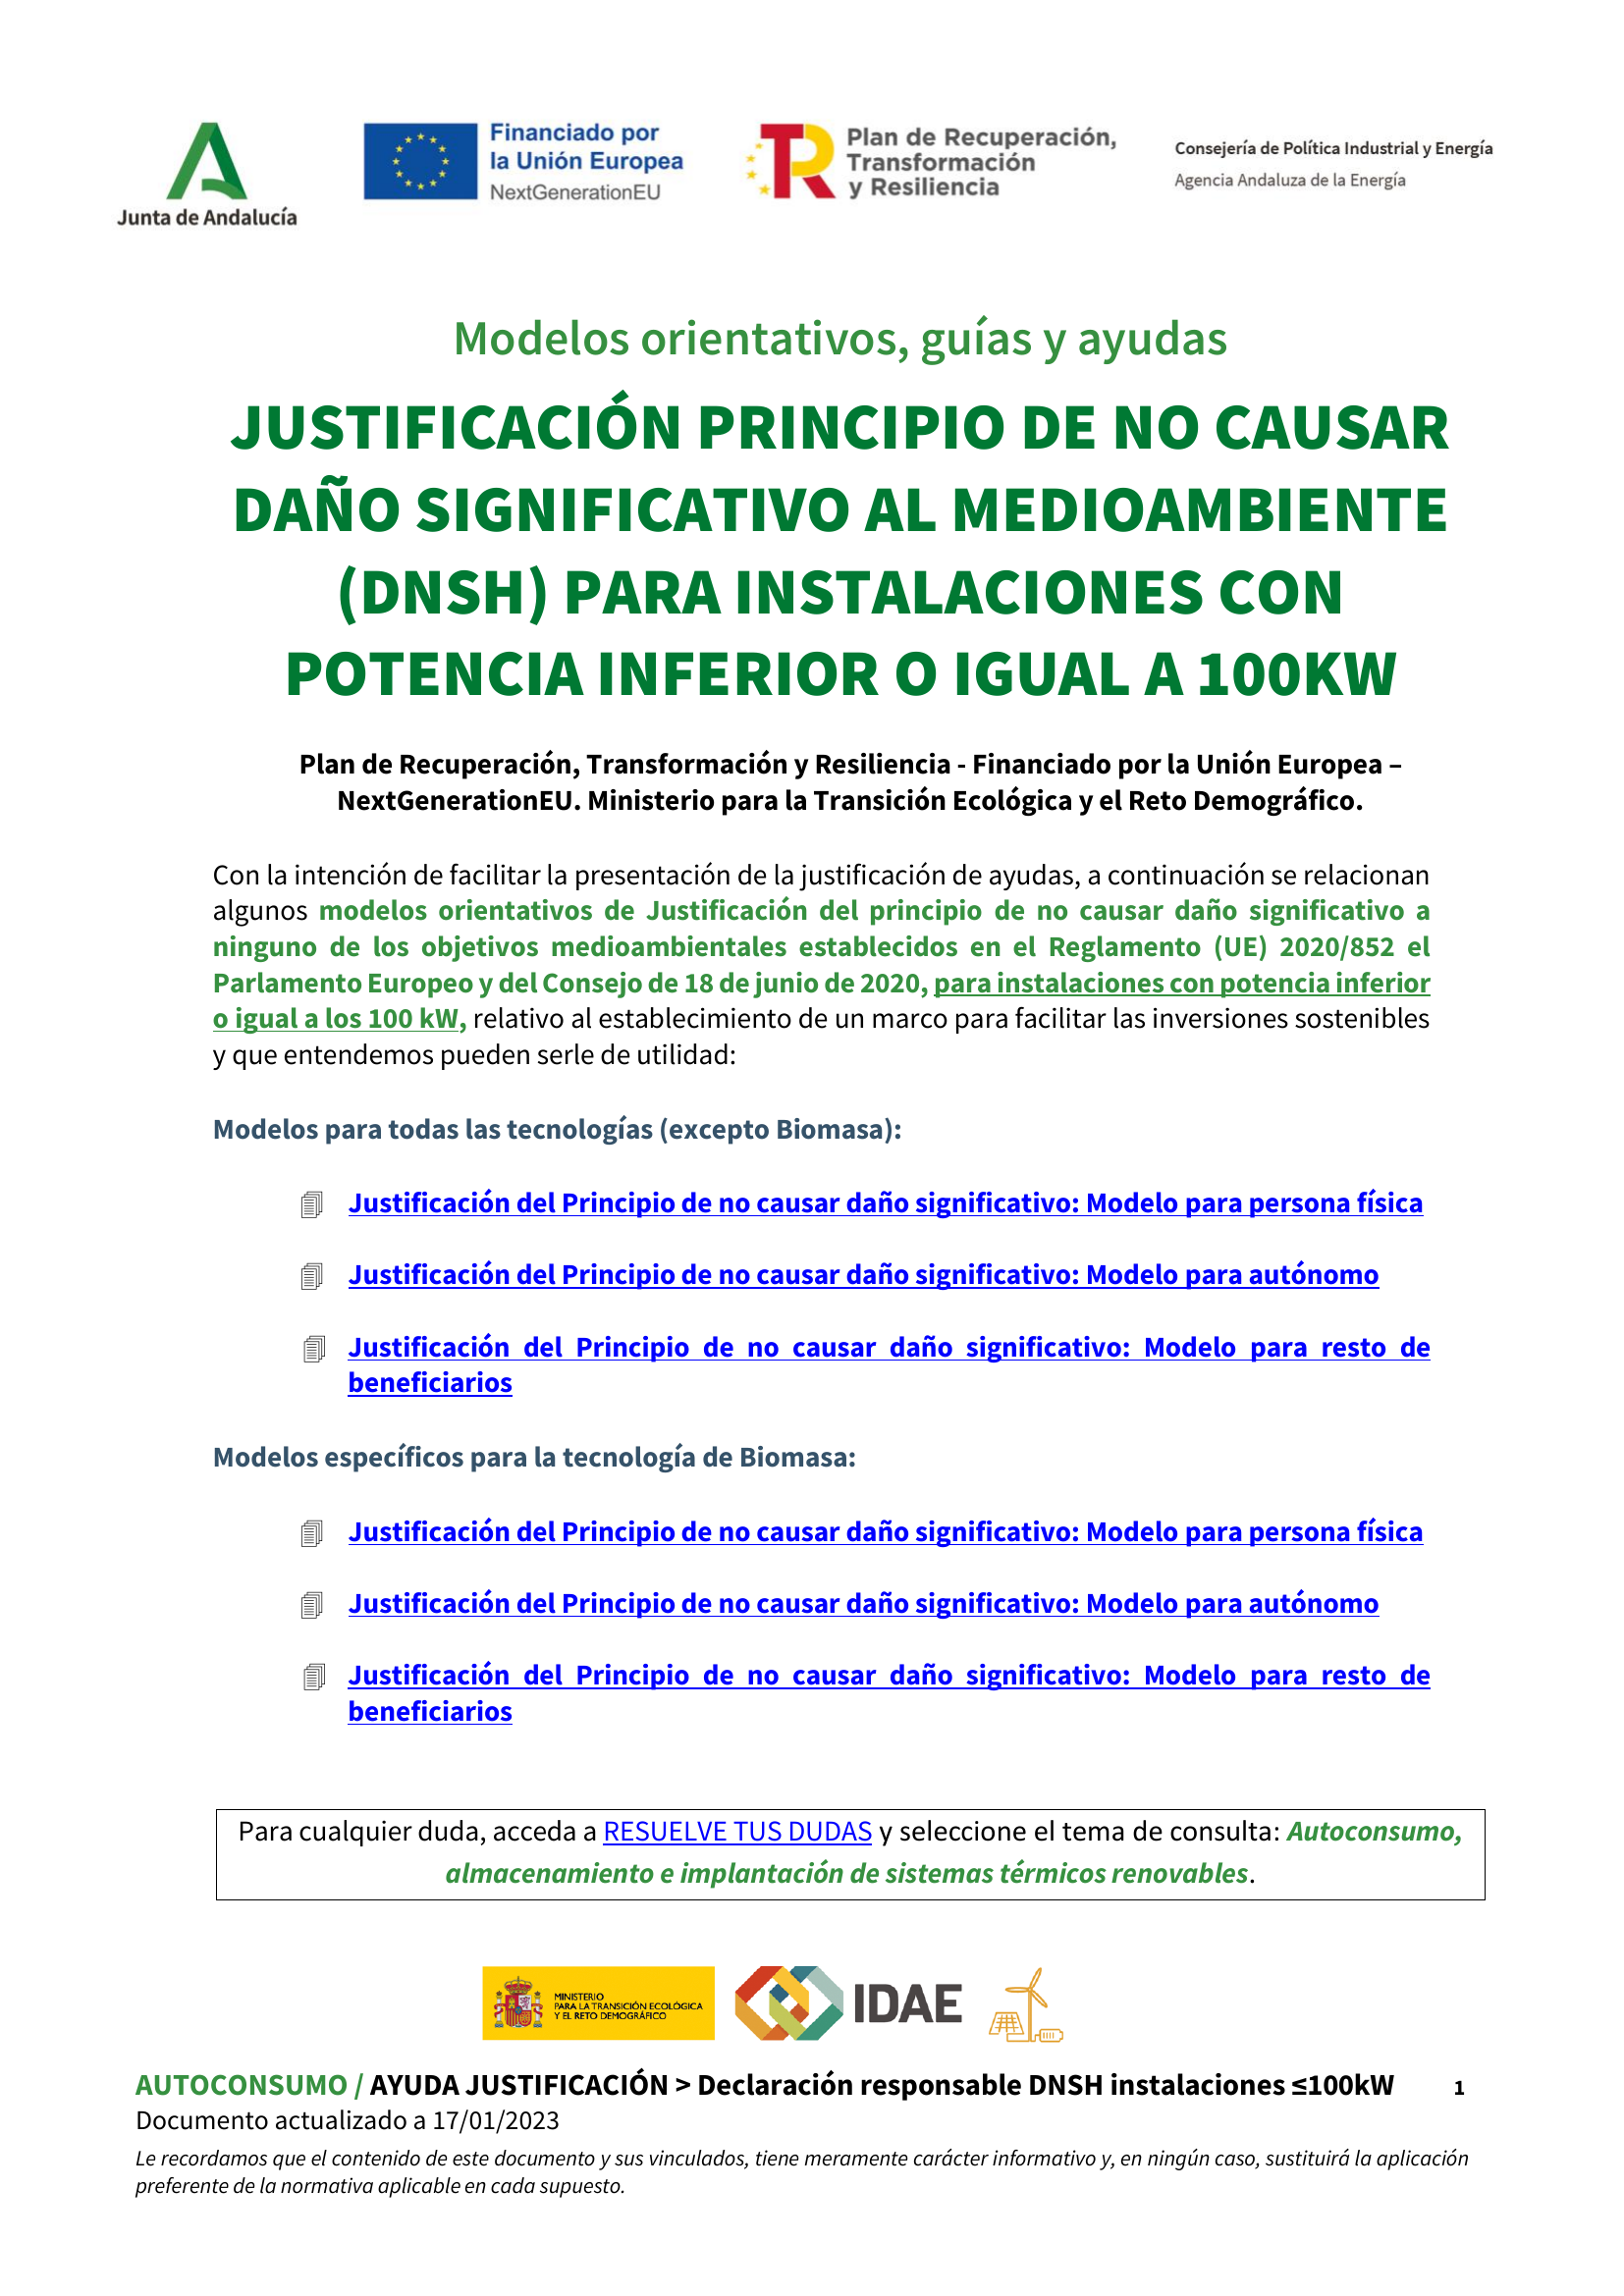 Junta de Andalucía
Financiado por
la Unión Europea
NextGenerationEU
Plan de Recuperación,
Transformación
y Resiliencia
Consejería de Política Industrial y Energía
Agencia Andaluza de la Energía
Modelos orientativos, guías y ayudas
JUSTIFICACIÓN PRINCIPIO DE NO CAUSAR
DAÑO SIGNIFICATIVO AL MEDIOAMBIENTE
(DNSH) PARA INSTALACIONES CON
POTENCIA INFERIOR O IGUAL A 100KW
Plan de Recuperación, Transformación y Resiliencia - Financiado por la Unión Europea –
NextGenerationEU. Ministerio para la Transición Ecológica y el Reto Demográfico.
Con la intención de facilitar la presentación de la justificación de ayudas, a continuación se relacionan
algunos modelos orientativos de Justificación del principio de no causar daño significativo a
ninguno de los objetivos medioambientales establecidos en el Reglamento (UE) 2020/852 el
Parlamento Europeo y del Consejo de 18 de junio de 2020, para instalaciones con potencia inferior
o igual a los 100 kW, relativo al establecimiento de un marco para facilitar las inversiones sostenibles
y que entendemos pueden serle de utilidad:
Modelos para todas las tecnologías (excepto Biomasa):
Justificación del Principio de no causar daño significativo: Modelo para persona física
Justificación del Principio de no causar daño significativo: Modelo para autónomo
Justificación del Principio de no causar daño significativo: Modelo para resto de
beneficiarios
Modelos específicos para la tecnología de Biomasa:
Justificación del Principio de no causar daño significativo: Modelo para persona física
Justificación del Principio de no causar daño significativo: Modelo para autónomo
Justificación del Principio de no causar daño significativo: Modelo para resto de
beneficiarios
Para cualquier duda, acceda a RESUELVE TUS DUDAS y seleccione el tema de consulta: Autoconsumo,
almacenamiento e implantación de sistemas térmicos renovables.
MINISTERIO
PARA LA TRANSICIÓN ECOLÓGICA
Y EL RETO DEMOGRÁFICO
IDAE
AUTOCONSUMO / AYUDA JUSTIFICACIÓN > Declaración responsable DNSH instalaciones ≤100kW 1
Documento actualizado a 17/01/2023
Le recordamos que el contenido de este documento y sus vinculados, tiene meramente carácter informativo y, en ningún caso, sustituirá la aplicación
preferente de la normativa aplicable en cada supuesto.